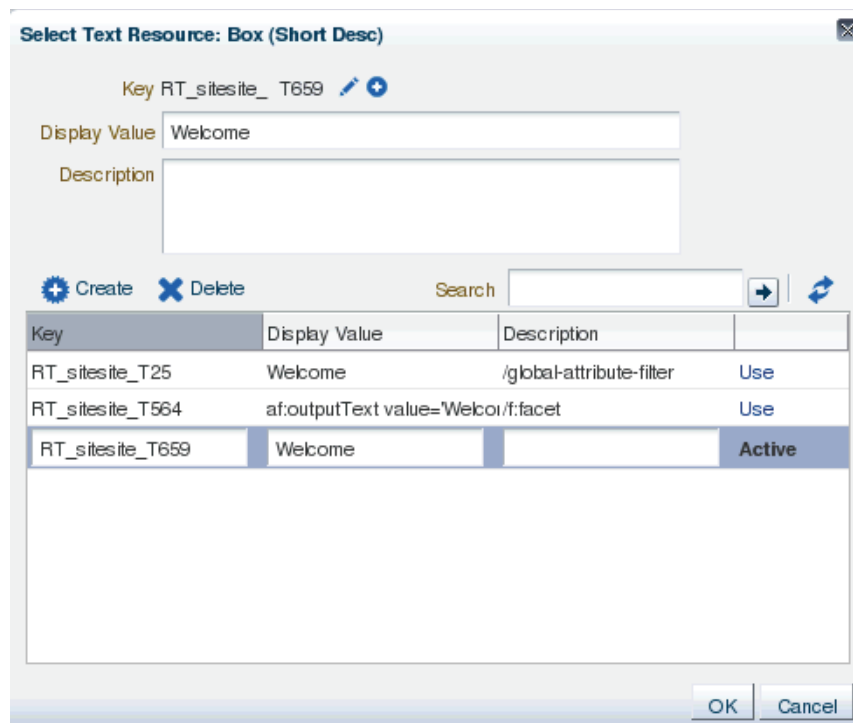 Select Text Resource: Box (Short Desc)
Key RT_sitesite_ T659
Display Value Welcome
Description
Create Delete Search
Key Display Value Description
RT_sitesite_T25 Welcome /global-attribute-filter Use
RT_sitesite_T564 af:outputText value='Welcor/f:facet Use
RT_sitesite_T659 Welcome Active
OK Cancel